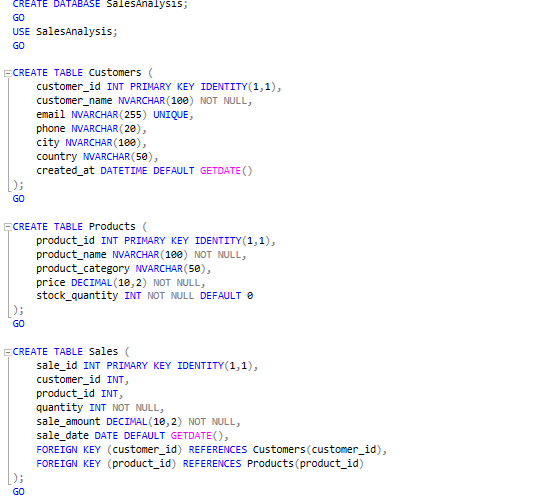 CREATE DATABASE SalesAnalysis;
GO
USE SalesAnalysis;
GO
CREATE TABLE Customers (
customer_id INT PRIMARY KEY IDENTITY(1,1),
customer_name NVARCHAR(100) NOT NULL,
email NVARCHAR(255) UNIQUE,
phone NVARCHAR(20),
city NVARCHAR(100),
country NVARCHAR(50),
created_at DATETIME DEFAULT GETDATE()
);
GO
CREATE TABLE Products (
product_id INT PRIMARY KEY IDENTITY(1,1),
product_name NVARCHAR(100) NOT NULL,
product_category NVARCHAR(50),
price DECIMAL(10,2) NOT NULL,
stock_quantity INT NOT NULL DEFAULT 0
);
GO
CREATE TABLE Sales (
sale_id INT PRIMARY KEY IDENTITY(1,1),
customer_id INT,
product_id INT,
quantity INT NOT NULL,
sale_amount DECIMAL(10,2) NOT NULL,
sale_date DATE DEFAULT GETDATE(),
FOREIGN KEY (customer_id) REFERENCES Customers(customer_id),
FOREIGN KEY (product_id) REFERENCES Products(product_id)
);
GO